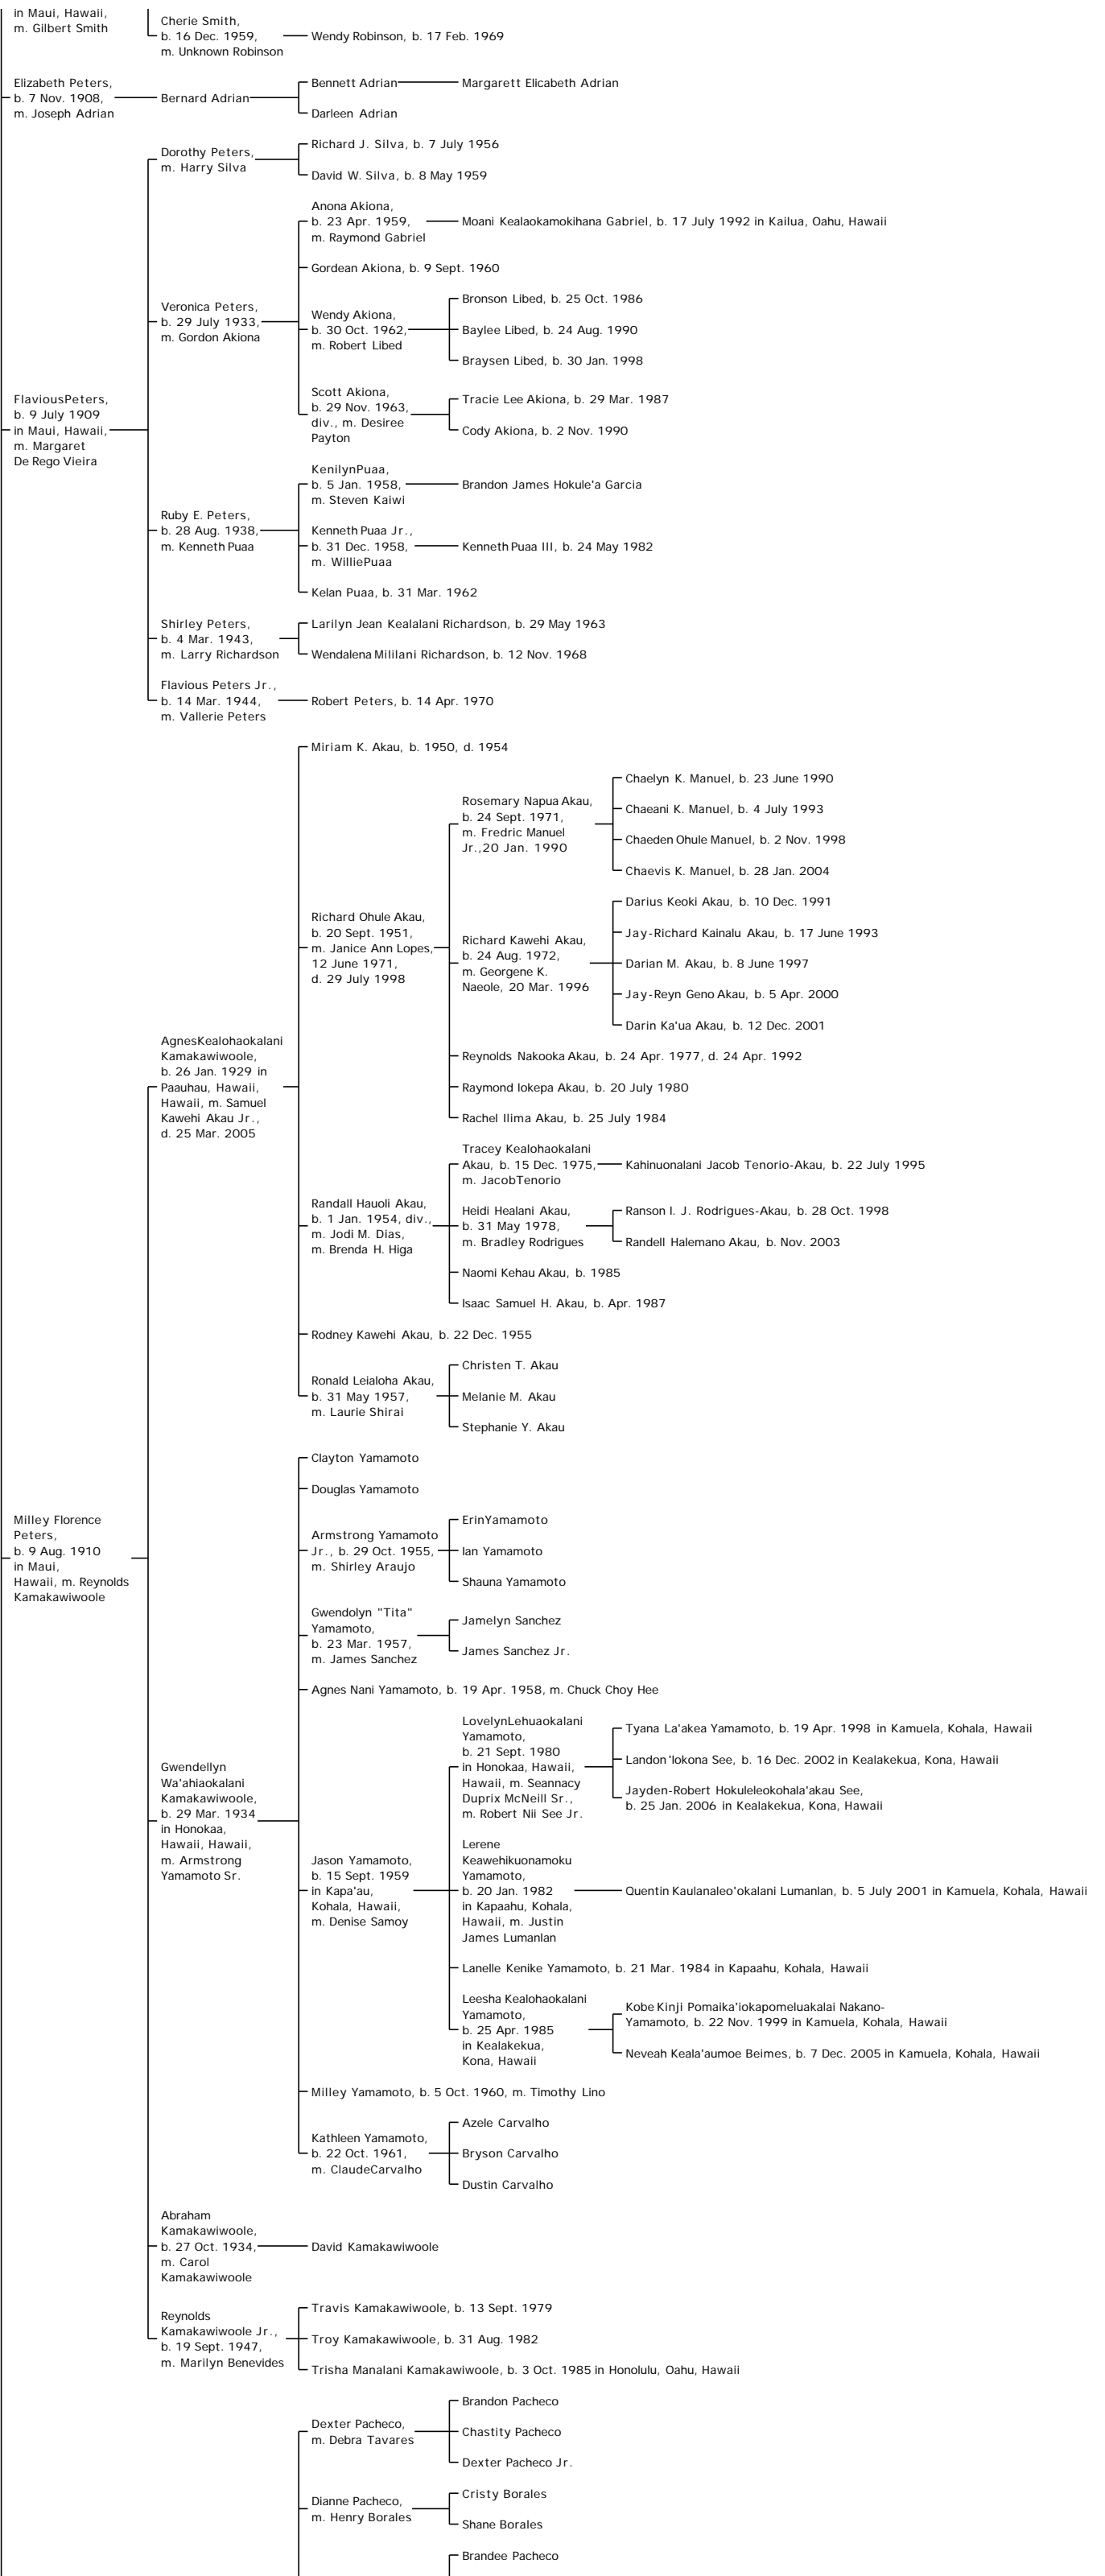 in Maui, Hawaii,
m. Gilbert Smith
Cherie Smith,
b. 16 Dec. 1959,
m. Unknown Robinson
Wendy Robinson, b. 17 Feb. 1969
Elizabeth Peters,
b. 7 Nov. 1908,
m. Joseph Adrian
Bernard Adrian
Bennett Adrian
Margarett Elicabeth Adrian
Darleen Adrian
FlaviousPeters,
b. 9 July 1909
in Maui, Hawaii,
m. Margaret
De Rego Vieira
Dorothy Peters,
m. Harry Silva
Richard J. Silva, b. 7 July 1956
David W. Silva, b. 8 May 1959
Veronica Peters,
b. 29 July 1933,
m. Gordon Akiona
Anona Akiona,
b. 23 Apr. 1959,
m. Raymond Gabriel
Moani Kealaokamokihana Gabriel, b. 17 July 1992 in Kailua, Oahu, Hawaii
Gordean Akiona, b. 9 Sept. 1960
Wendy Akiona,
b. 30 Oct. 1962,
m. Robert Libed
Bronson Libed, b. 25 Oct. 1986
Baylee Libed, b. 24 Aug. 1990
Braysen Libed, b. 30 Jan. 1998
Scott Akiona,
b. 29 Nov. 1963,
div., m. Desiree
Payton
Tracie Lee Akiona, b. 29 Mar. 1987
Cody Akiona, b. 2 Nov. 1990
Ruby E. Peters,
b. 28 Aug. 1938,
m. Kenneth Puaa
KenilynPuaa,
b. 5 Jan. 1958,
m. Steven Kaiwi
Brandon James Hokule'a Garcia
Kenneth Puaa Jr.,
b. 31 Dec. 1958,
m. WilliePuaa
Kenneth Puaa III, b. 24 May 1982
Kelan Puaa, b. 31 Mar. 1962
Shirley Peters,
b. 4 Mar. 1943,
m. Larry Richardson
Larilyn Jean Kealalani Richardson, b. 29 May 1963
Wendalena Mililani Richardson, b. 12 Nov. 1968
Flavious Peters Jr.,
b. 14 Mar. 1944,
m. Vallerie Peters
Robert Peters, b. 14 Apr. 1970
Milley Florence
Peters,
b. 9 Aug. 1910
in Maui,
Hawaii, m. Reynolds
Kamakawiwoole
AgnesKealohaokalani
Kamakawiwoole,
b. 26 Jan. 1929 in
Paauhau, Hawaii,
Hawaii, m. Samuel
Kawehi Akau Jr.,
d. 25 Mar. 2005
Miriam K. Akau, b. 1950, d. 1954
Richard Ohule Akau,
b. 20 Sept. 1951,
m. Janice Ann Lopes,
12 June 1971,
d. 29 July 1998
Rosemary Napua Akau,
b. 24 Sept. 1971,
m. Fredric Manuel
Jr.,20 Jan. 1990
Chaelyn K. Manuel, b. 23 June 1990
Chaeani K. Manuel, b. 4 July 1993
Chaeden Ohule Manuel, b. 2 Nov. 1998
Chaevis K. Manuel, b. 28 Jan. 2004
Richard Kawehi Akau,
b. 24 Aug. 1972,
m. Georgene K.
Naeole, 20 Mar. 1996
Darius Keoki Akau, b. 10 Dec. 1991
Jay-Richard Kainalu Akau, b. 17 June 1993
Darian M. Akau, b. 8 June 1997
Jay-Reyn Geno Akau, b. 5 Apr. 2000
Darin Ka'ua Akau, b. 12 Dec. 2001
Reynolds Nakooka Akau, b. 24 Apr. 1977, d. 24 Apr. 1992
Raymond Iokepa Akau, b. 20 July 1980
Rachel Ilima Akau, b. 25 July 1984
Randall Hauoli Akau,
b. 1 Jan. 1954, div.,
m. Jodi M. Dias,
m. Brenda H. Higa
Tracey Kealohaokalani
Akau, b. 15 Dec. 1975,
m. JacobTenorio
Kahinuonalani Jacob Tenorio-Akau, b. 22 July 1995
Heidi Healani Akau,
b. 31 May 1978,
m. Bradley Rodrigues
Ranson I. J. Rodrigues-Akau, b. 28 Oct. 1998
Randell Halemano Akau, b. Nov. 2003
Naomi Kehau Akau, b. 1985
Isaac Samuel H. Akau, b. Apr. 1987
Rodney Kawehi Akau, b. 22 Dec. 1955
Ronald Leialoha Akau,
b. 31 May 1957,
m. Laurie Shirai
Christen T. Akau
Melanie M. Akau
Stephanie Y. Akau
Gwendellyn
Wa'ahiaokalani
Kamakawiwoole,
b. 29 Mar. 1934
in Honokaa,
Hawaii, Hawaii,
m. Armstrong
Yamamoto Sr.
Clayton Yamamoto
Douglas Yamamoto
Armstrong Yamamoto
Jr., b. 29 Oct. 1955,
m. Shirley Araujo
ErinYamamoto
Ian Yamamoto
Shauna Yamamoto
Gwendolyn "Tita"
Yamamoto,
b. 23 Mar. 1957,
m. James Sanchez
Jamelyn Sanchez
James Sanchez Jr.
Agnes Nani Yamamoto, b. 19 Apr. 1958, m. Chuck Choy Hee
Jason Yamamoto,
b. 15 Sept. 1959
in Kapa'au,
Kohala, Hawaii,
m. Denise Samoy
LovelynLehuaokalani
Yamamoto,
b. 21 Sept. 1980
in Honokaa, Hawaii,
Hawaii, m. Seannacy
Duprix McNeill Sr.,
m. Robert Nii See Jr.
Tyana La'akea Yamamoto, b. 19 Apr. 1998 in Kamuela, Kohala, Hawaii
Landon 'Iokona See, b. 16 Dec. 2002 in Kealakekua, Kona, Hawaii
Jayden-Robert Hokuleleokohala'akau See,
b. 25 Jan. 2006 in Kealakekua, Kona, Hawaii
Lerene
Keawehikuonamoku
Yamamoto,
b. 20 Jan. 1982
in Kapaahu, Kohala,
Hawaii, m. Justin
James Lumanlan
Quentin Kaulanaleo'okalani Lumanlan, b. 5 July 2001 in Kamuela, Kohala, Hawaii
Lanelle Kenike Yamamoto, b. 21 Mar. 1984 in Kapaahu, Kohala, Hawaii
Leesha Kealohaokalani
Yamamoto,
b. 25 Apr. 1985
in Kealakekua,
Kona, Hawaii
Kobe Kinji Pomaika'iokapomeluakalai Nakano-
Yamamoto, b. 22 Nov. 1999 in Kamuela, Kohala, Hawaii
Neveah Keala'aumoe Beimes, b. 7 Dec. 2005 in Kamuela, Kohala, Hawaii
Milley Yamamoto, b. 5 Oct. 1960, m. Timothy Lino
Kathleen Yamamoto,
b. 22 Oct. 1961,
m. ClaudeCarvalho
Azele Carvalho
Bryson Carvalho
Dustin Carvalho
Abraham
Kamakawiwoole,
b. 27 Oct. 1934,
m. Carol
Kamakawiwoole
David Kamakawiwoole
Reynolds
Kamakawiwoole Jr.,
b. 19 Sept. 1947,
m. Marilyn Benevides
Travis Kamakawiwoole, b. 13 Sept. 1979
Troy Kamakawiwoole, b. 31 Aug. 1982
Trisha Manalani Kamakawiwoole, b. 3 Oct. 1985 in Honolulu, Oahu, Hawaii
Dexter Pacheco,
m. Debra Tavares
Brandon Pacheco
Chastity Pacheco
Dexter Pacheco Jr.
Dianne Pacheco,
m. Henry Borales
Cristy Borales
Shane Borales
Brandee Pacheco